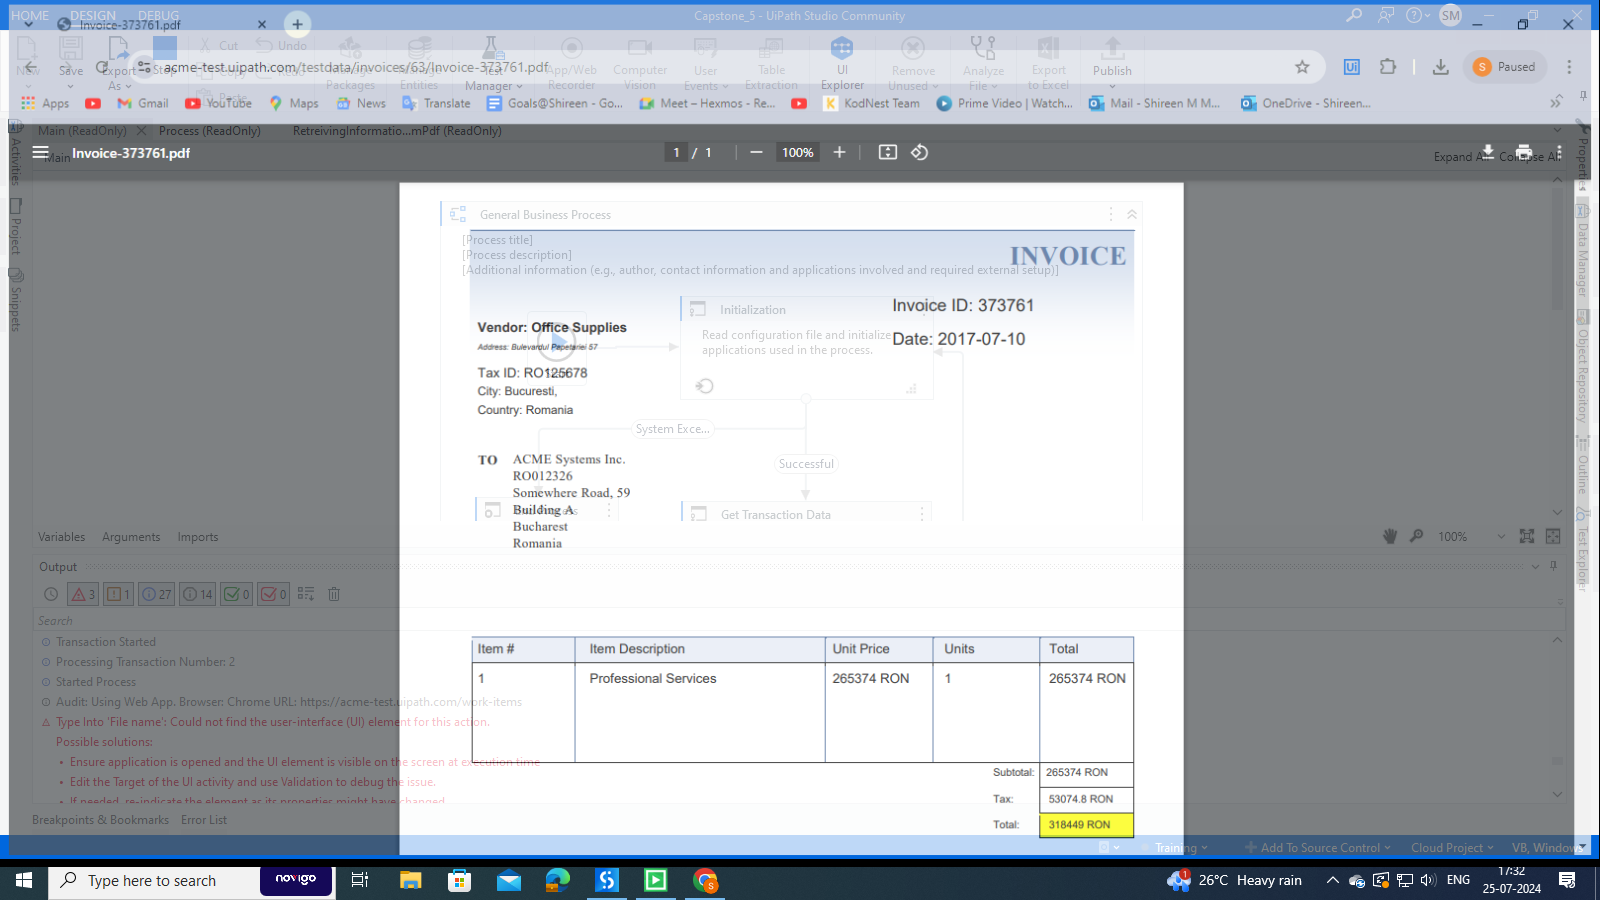 HOME DESIGN DEBUG
Capstone_5 - UiPath Studio Community
SM
Invoice-373761.pdf
New Save Export As Stop
Cut Undo
Copy
Manage Packages
Manage Entities
Test Manager
App/Web Recorder
Computer Vision
User Events
Table Extraction
UI Explorer
Remove Unused
Analyze File
Export to Excel
Publish
acme-test.uipath.com/testdata/invoices/63/Invoice-373761.pdf
S Paused
Apps YouTube Gmail YouTube Maps News Translate Goals@Shireen - Go... Meet – Hexmos - Re... KodNest Team Prime Video | Watch... Mail - Shireen M M... OneDrive - Shireen...
Main (ReadOnly) Process (ReadOnly) RetreivingInformatio...mPdf (ReadOnly)
Main
Invoice-373761.pdf
1 / 1 100%
Expand All Collapse All
Activities
Project
Snippets
Properties
Data Manager
Object Repository
Outline
Test Explorer
General Business Process
[Process title]
[Process description]
[Additional information (e.g., author, contact information and applications involved and required external setup)]
INVOICE
Initialization
Read configuration file and initialize applications used in the process.
Invoice ID: 373761
Date: 2017-07-10
Vendor: Office Supplies
Address: Bulevardul Papetariei 57
Tax ID: RO125678
City: Bucuresti,
Country: Romania
System Exce...
Successful
TO
ACME Systems Inc.
RO012326
Somewhere Road, 59
Building A
Bucharest
Romania
Get Transaction Data
Variables Arguments Imports
100%
Output
3 1 27 14 0 0
Search
Transaction Started
Processing Transaction Number: 2
Started Process
Audit: Using Web App. Browser: Chrome URL: https://acme-test.uipath.com/work-items
Type Into 'File name': Could not find the user-interface (UI) element for this action.
Possible solutions:
• Ensure application is opened and the UI element is visible on the screen at execution time
• Edit the Target of the UI activity and use Validation to debug the issue.
• If needed, re-indicate the element as its properties might have changed
Item # Item Description Unit Price Units Total
1 Professional Services 265374 RON 1 265374 RON
Subtotal: 265374 RON
Tax: 53074.8 RON
Total: 318449 RON
Breakpoints & Bookmarks Error List
Training Add To Source Control Cloud Project VB, Windows
Type here to search
novigo
1
26°C Heavy rain
ENG
17:32
25-07-2024